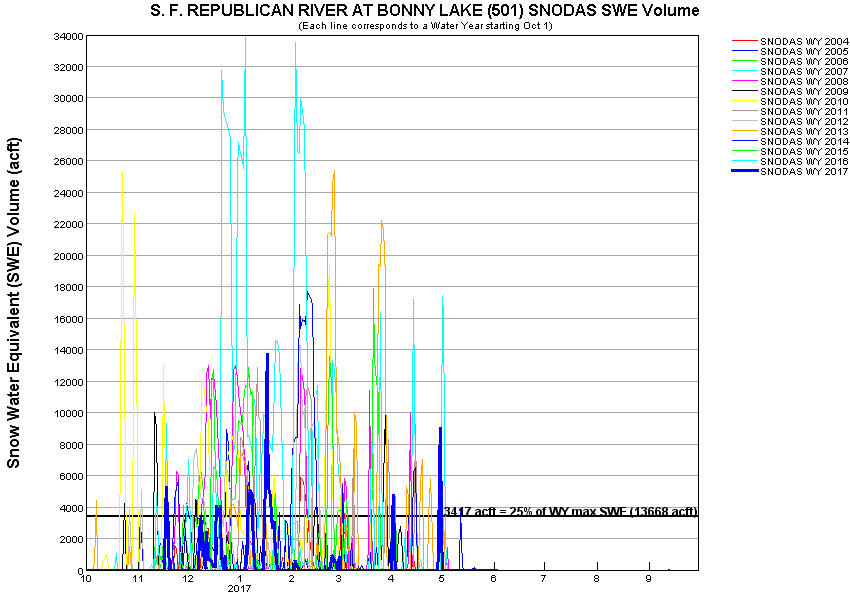 S. F. REPUBLICAN RIVER AT BONNY LAKE (501) SNODAS SWE Volume
(Each line corresponds to a Water Year starting Oct 1)
Snow Water Equivalent (SWE) Volume (acft)
34000
32000
30000
28000
26000
24000
22000
20000
18000
16000
14000
12000
10000
8000
6000
4000
2000
0
3417 acft = 25% of WY max SWE (13668 acft)
10 11 12 1 2 3 4 5 6 7 8 9
2017
SNODAS WY 2004
SNODAS WY 2005
SNODAS WY 2006
SNODAS WY 2007
SNODAS WY 2008
SNODAS WY 2009
SNODAS WY 2010
SNODAS WY 2011
SNODAS WY 2012
SNODAS WY 2013
SNODAS WY 2014
SNODAS WY 2015
SNODAS WY 2016
SNODAS WY 2017